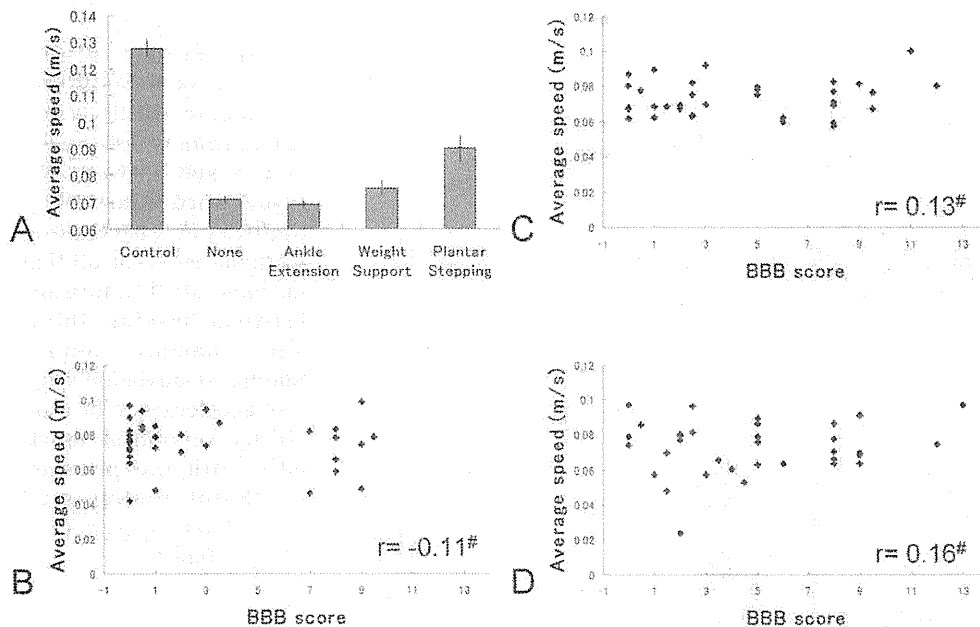 A
Average speed (m/s)
0.14
0.13
0.12
0.11
0.1
0.09
0.08
0.07
0.06
Control
None
Ankle Extension
Weight Support
Plantar Stepping
C
Average speed (m/s)
0.12
0.1
0.08
0.06
0.04
0.02
0
-1 1 3 5 7 9 11 13
BBB score
r= 0.13#
B
Average speed (m/s)
0.12
0.1
0.08
0.06
0.04
0.02
0
-1 1 3 5 7 9 11 13
BBB score
r= -0.11#
D
Average speed (m/s)
0.12
0.1
0.08
0.06
0.04
0.02
0
-1 1 3 5 7 9 11 13
BBB score
r= 0.16#